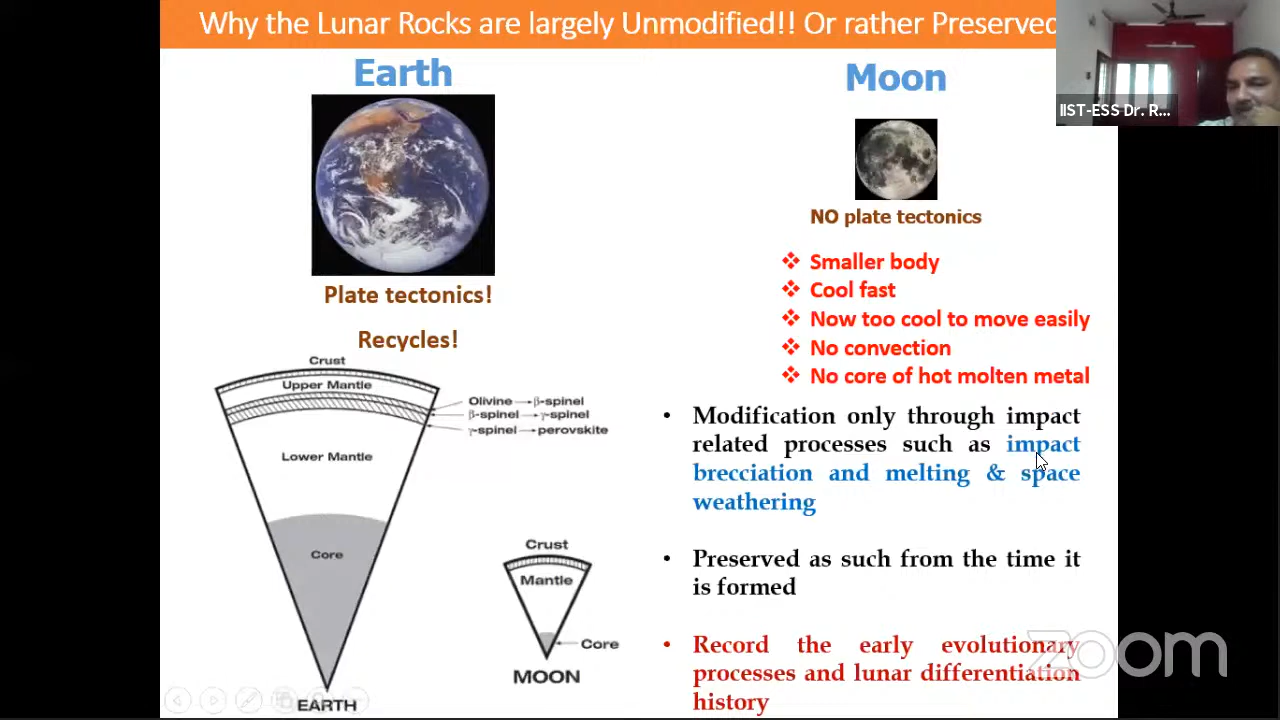 Why the Lunar Rocks are largely Unmodified!! Or rather Preserved
IIST-ESS Dr. R...
Earth
Plate tectonics!
Recycles!
Crust
Upper Mantle
Olivine → β-spinel
β-spinel → γ-spinel
γ-spinel → perovskite
Lower Mantle
Core
EARTH
Crust
Mantle
Core
MOON
Moon
NO plate tectonics
❖ Smaller body
❖ Cool fast
❖ Now too cool to move easily
❖ No convection
❖ No core of hot molten metal
• Modification only through impact
related processes such as impact
brecciation and melting & space
weathering
• Preserved as such from the time it
is formed
• Record the early evolutionary
processes and lunar differentiation
history
zoom